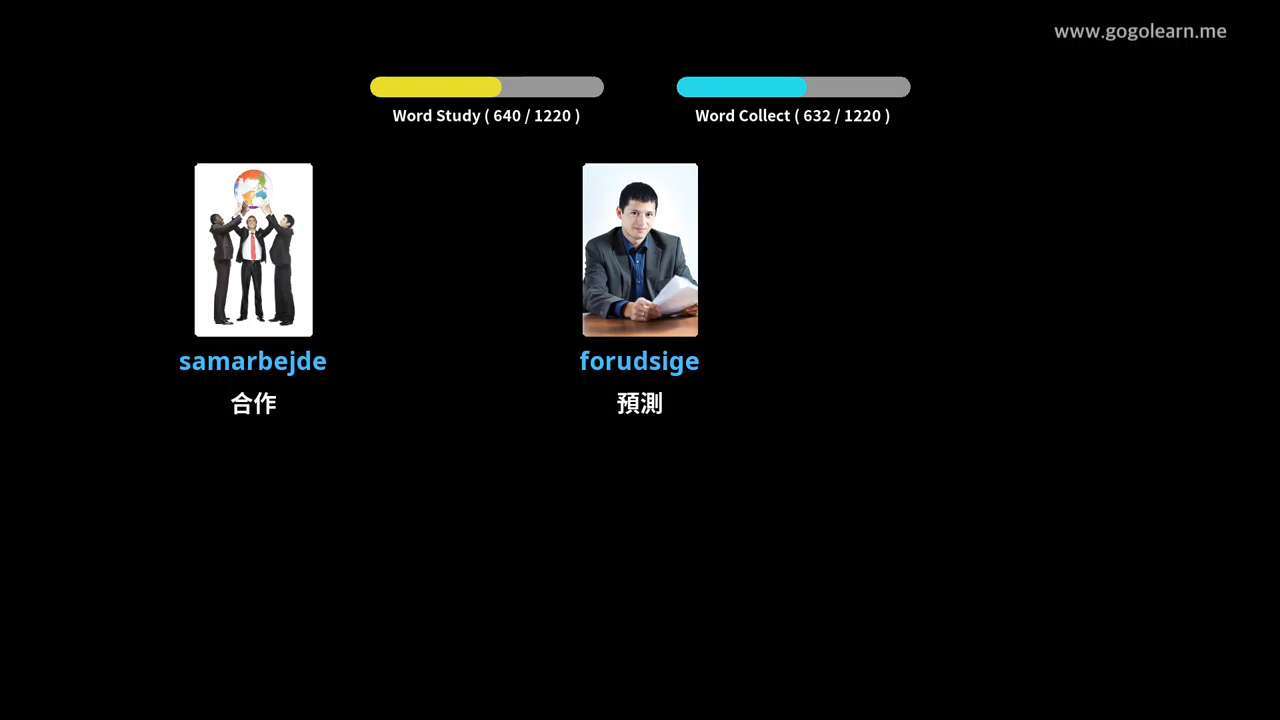 www.gogolearn.me
Word Study ( 640 / 1220 )
Word Collect ( 632 / 1220 )
samarbejde
forudsige
合作
預測